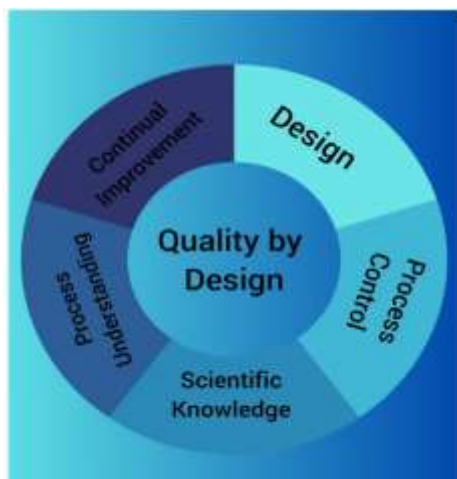 Quality by
Design
Design
Process
Control
Scientific
Knowledge
Process
Understanding
Continual
Improvement